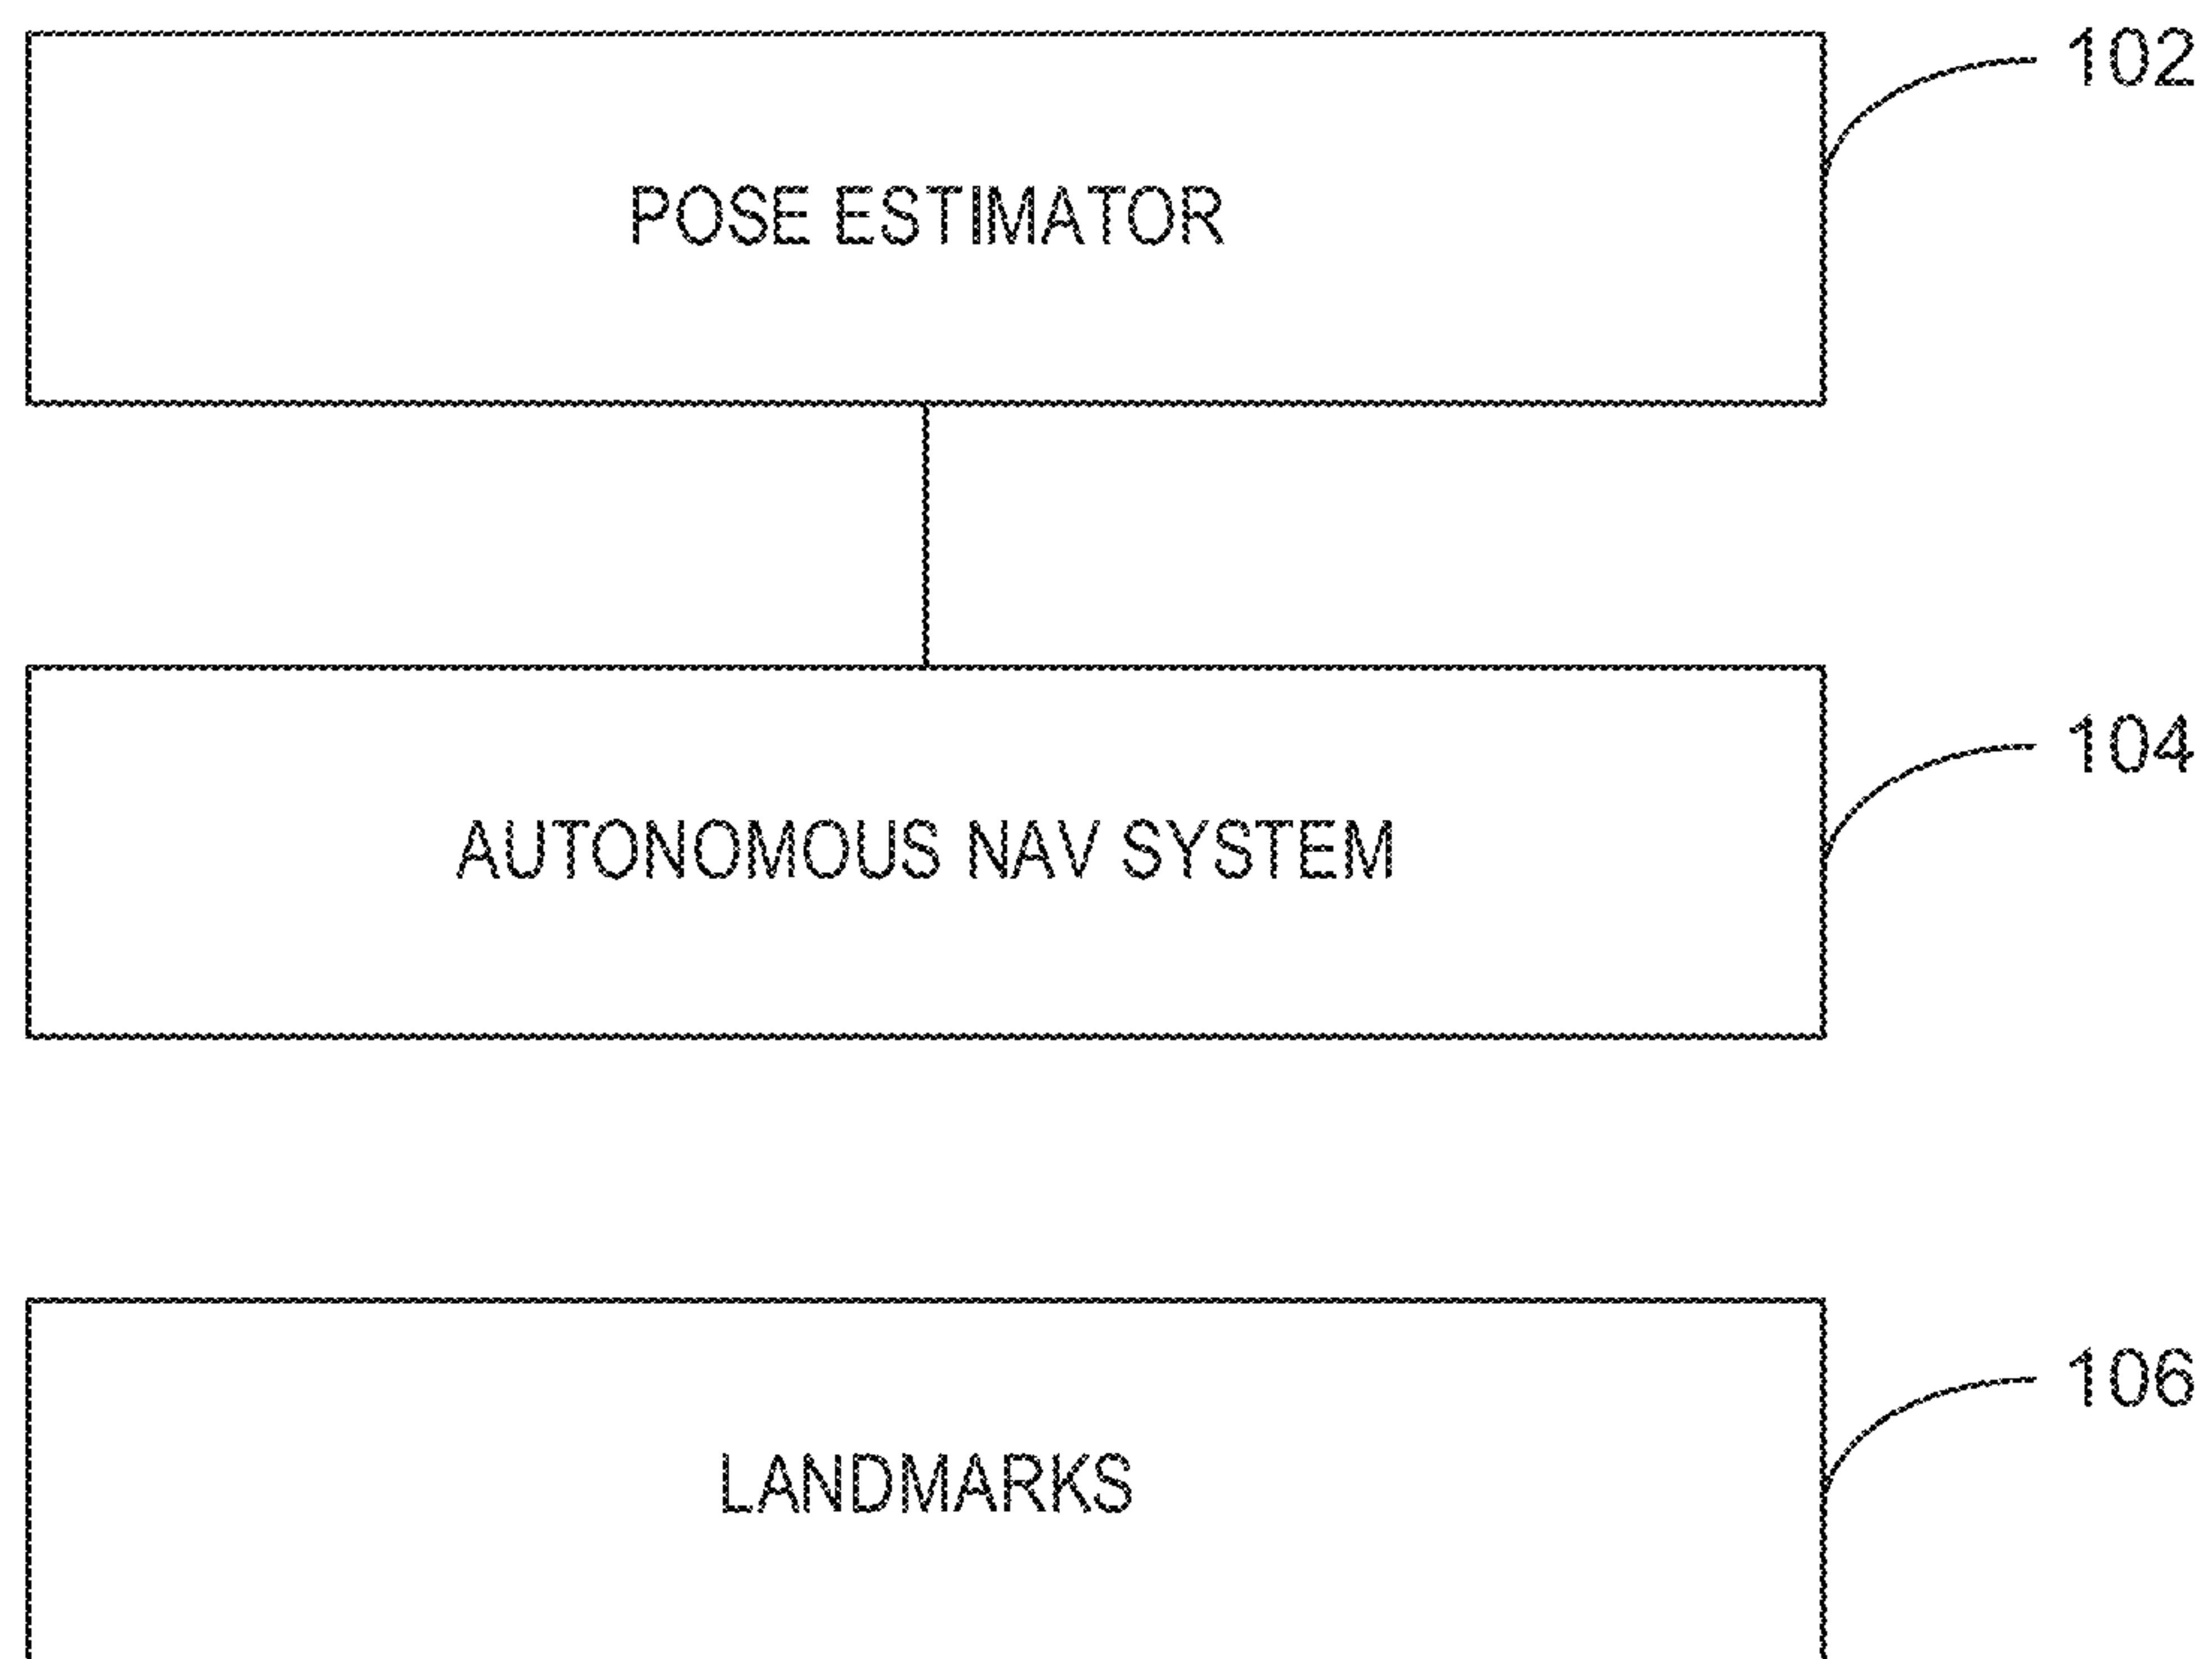 102
POSE ESTIMATOR
104
AUTONOMOUS NAV SYSTEM
106
LANDMARKS